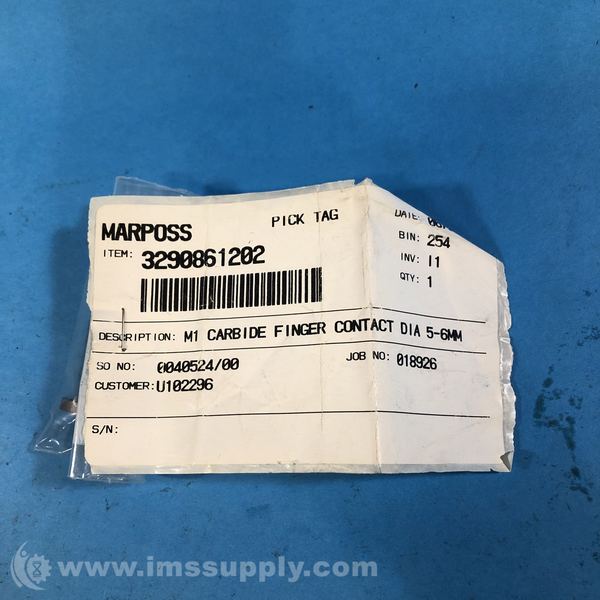 MARPOSS PICK TAG DATE:
ITEM: 3290861202 BIN: 254
INV: I1
QTY: 1
DESCRIPTION: M1 CARBIDE FINGER CONTACT DIA 5-6MM
SO NO: 0040524/00 JOB NO: 018926
CUSTOMER: U102296
S/N:
www.imssupply.com